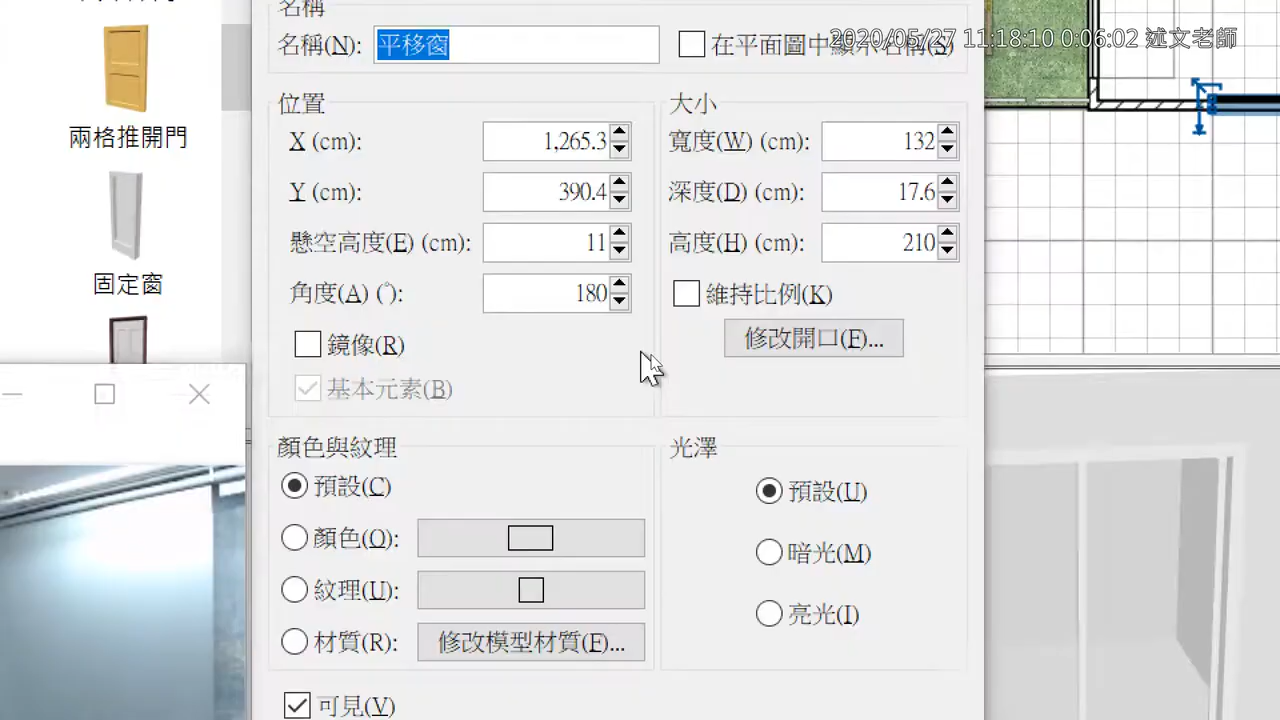 名稱
名稱(N): 平移窗
在平面圖中顯示名稱(S)
2020/05/27 11:18:10 0:06:02 述文老師
兩格推開門
固定窗
位置
X (cm): 1,265.3
Y (cm): 390.4
懸空高度(E) (cm): 11
角度(A) (°): 180
鏡像(R)
基本元素(B)
大小
寬度(W) (cm): 132
深度(D) (cm): 17.6
高度(H) (cm): 210
維持比例(K)
修改開口(F)...
顏色與紋理
預設(C)
顏色(O):
紋理(U):
材質(R): 修改模型材質(F)...
光澤
預設(U)
暗光(M)
亮光(I)
可見(V)